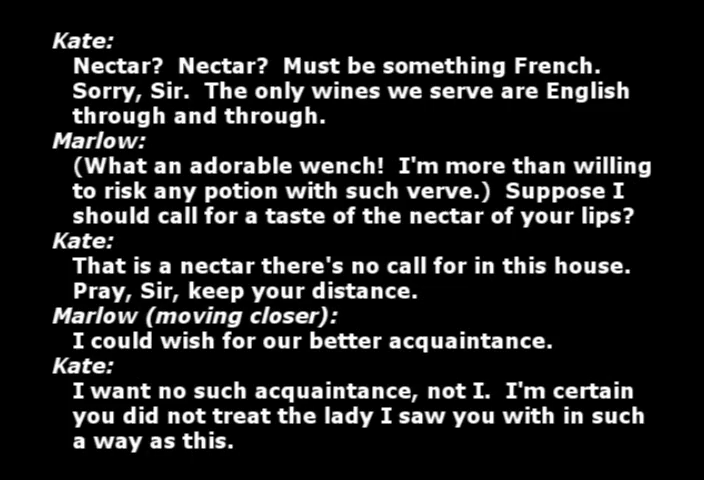 Kate:
Nectar?  Nectar?  Must be something French.
Sorry, Sir.  The only wines we serve are English
through and through.
Marlow:
(What an adorable wench!  I'm more than willing
to risk any potion with such verve.)  Suppose I
should call for a taste of the nectar of your lips?
Kate:
That is a nectar there's no call for in this house.
Pray, Sir, keep your distance.
Marlow (moving closer):
I could wish for our better acquaintance.
Kate:
I want no such acquaintance, not I.  I'm certain
you did not treat the lady I saw you with in such
a way as this.